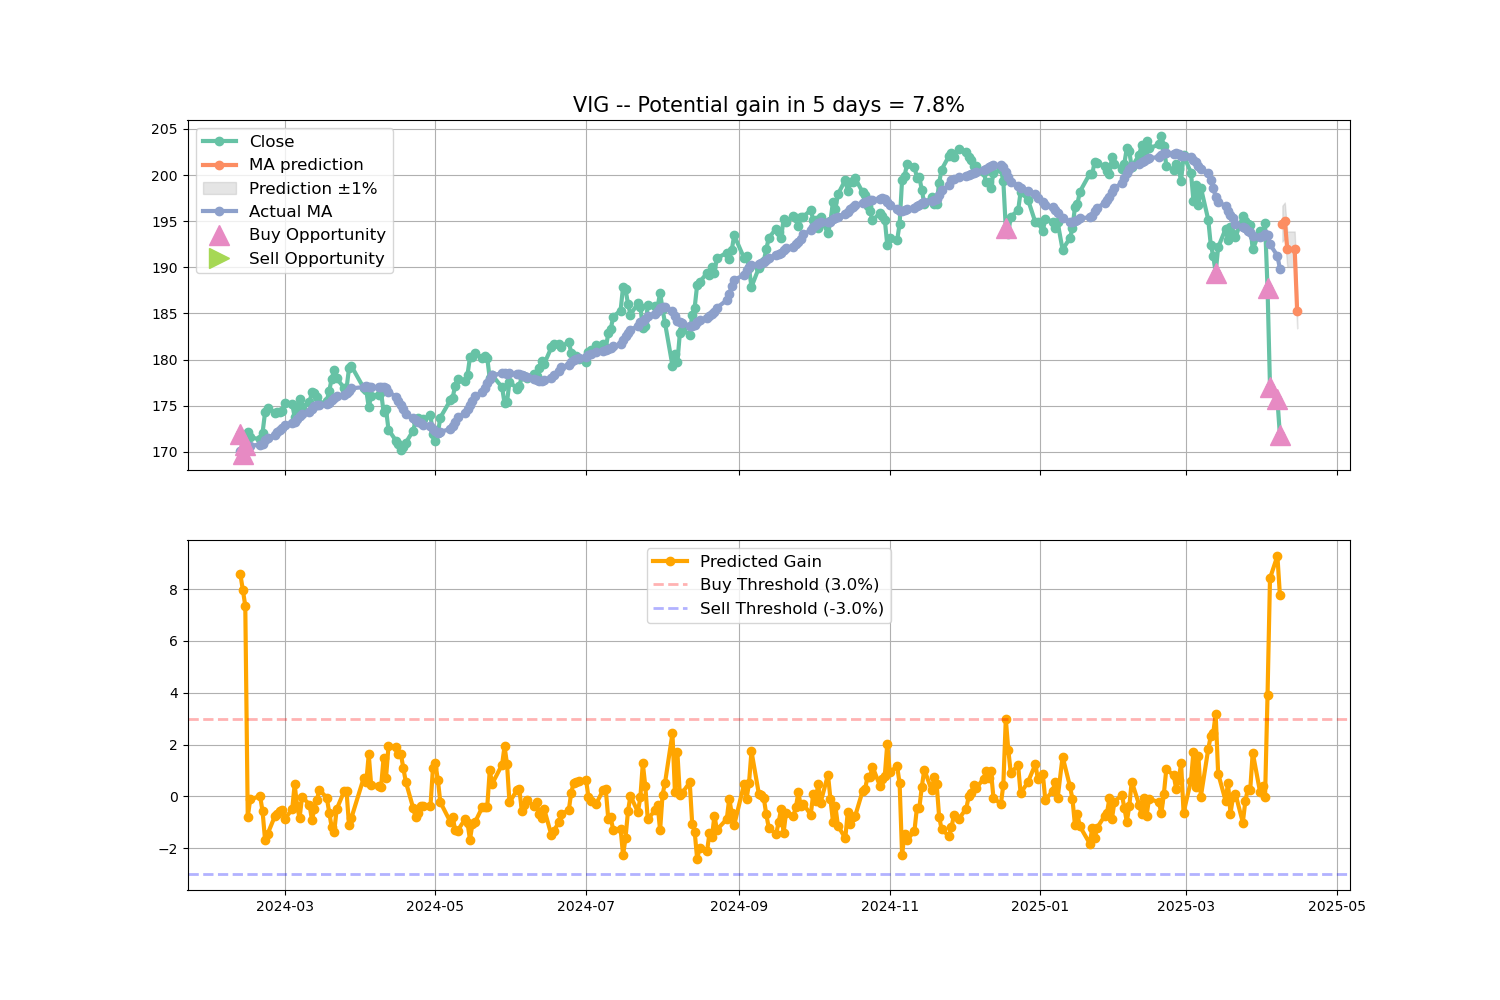 VIG -- Potential gain in 5 days = 7.8%
205
200
195
190
185
180
175
170
Close
MA prediction
Prediction ±1%
Actual MA
Buy Opportunity
Sell Opportunity
8
6
4
2
0
−2
Predicted Gain
Buy Threshold (3.0%)
Sell Threshold (-3.0%)
2024-03 2024-05 2024-07 2024-09 2024-11 2025-01 2025-03 2025-05